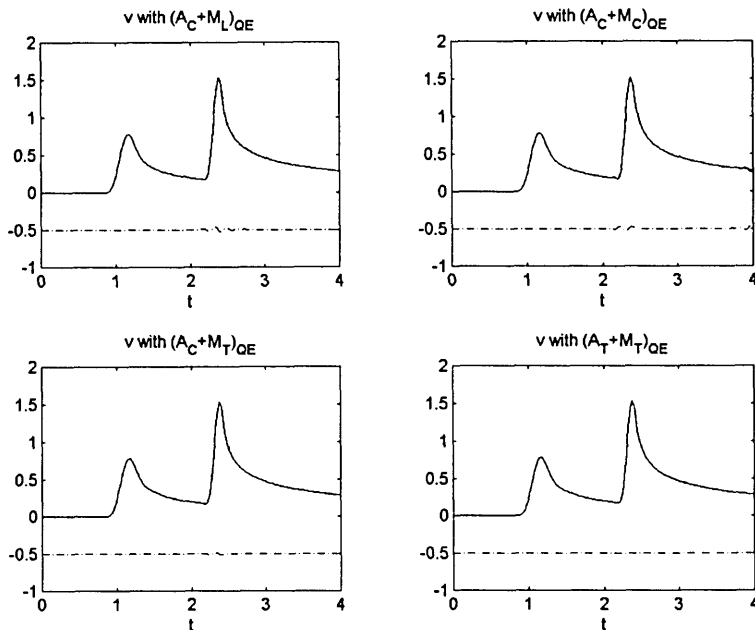 v with (A_C+M_L)_QE
2
1.5
1
0.5
0
-0.5
-1
0 1 2 3 4
t
v with (A_C+M_C)_QE
2
1.5
1
0.5
0
-0.5
-1
0 1 2 3 4
t
v with (A_C+M_T)_QE
2
1.5
1
0.5
0
-0.5
-1
0 1 2 3 4
t
v with (A_T+M_T)_QE
2
1.5
1
0.5
0
-0.5
-1
0 1 2 3 4
t